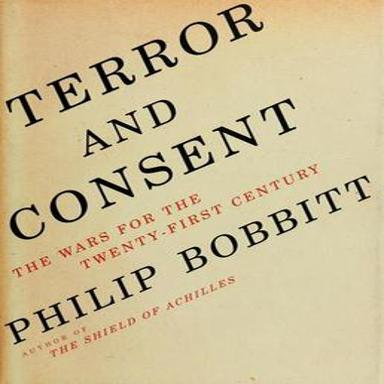 TERROR
AND
CONSENT
THE WARS FOR THE
TWENTY-FIRST CENTURY
PHILIP BOBBITT
AUTHOR OF
THE SHIELD OF ACHILLES